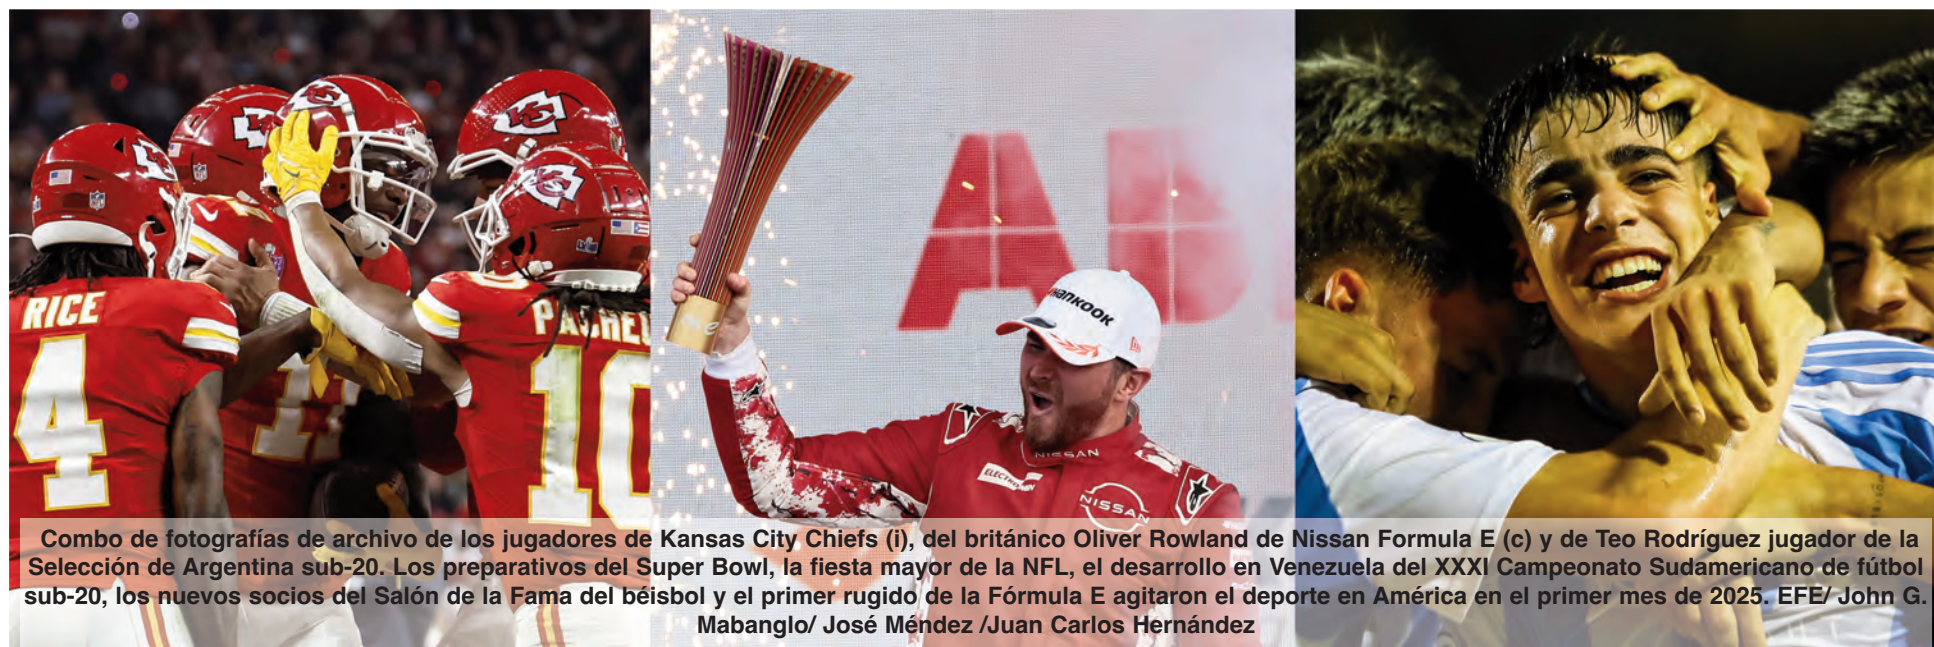 RICE
4
11
PACHE
10
AB
HANKOOK
NISSAN
ELECTRO
NISSAN
Combo de fotografías de archivo de los jugadores de Kansas City Chiefs (i), del británico Oliver Rowland de Nissan Formula E (c) y de Teo Rodríguez jugador de la
Selección de Argentina sub-20. Los preparativos del Super Bowl, la fiesta mayor de la NFL, el desarrollo en Venezuela del XXXI Campeonato Sudamericano de fútbol
sub-20, los nuevos socios del Salón de la Fama del béisbol y el primer rugido de la Fórmula E agitaron el deporte en América en el primer mes de 2025. EFE/ John G.
Mabanglo/ José Méndez /Juan Carlos Hernández